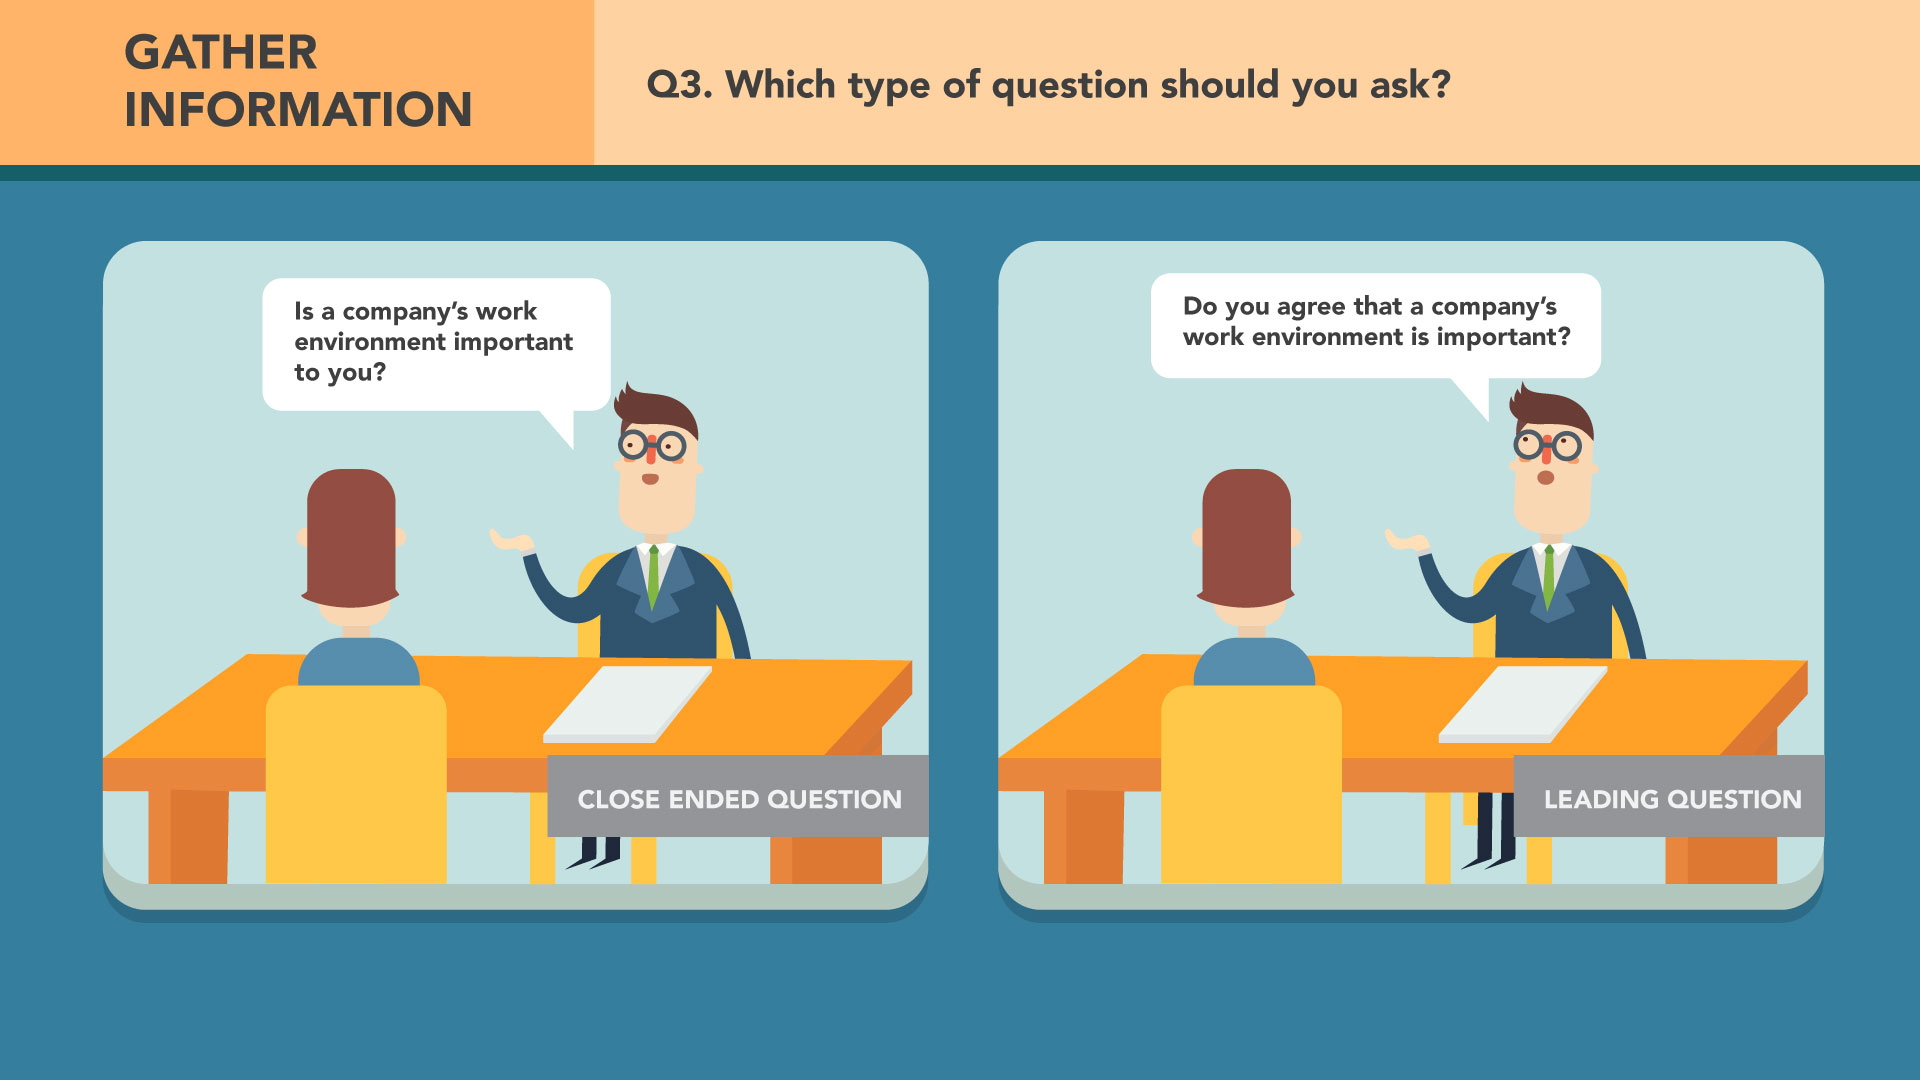 GATHER
INFORMATION
Q3. Which type of question should you ask?
Is a company’s work
environment important
to you?
CLOSE ENDED QUESTION
Do you agree that a company’s
work environment is important?
LEADING QUESTION